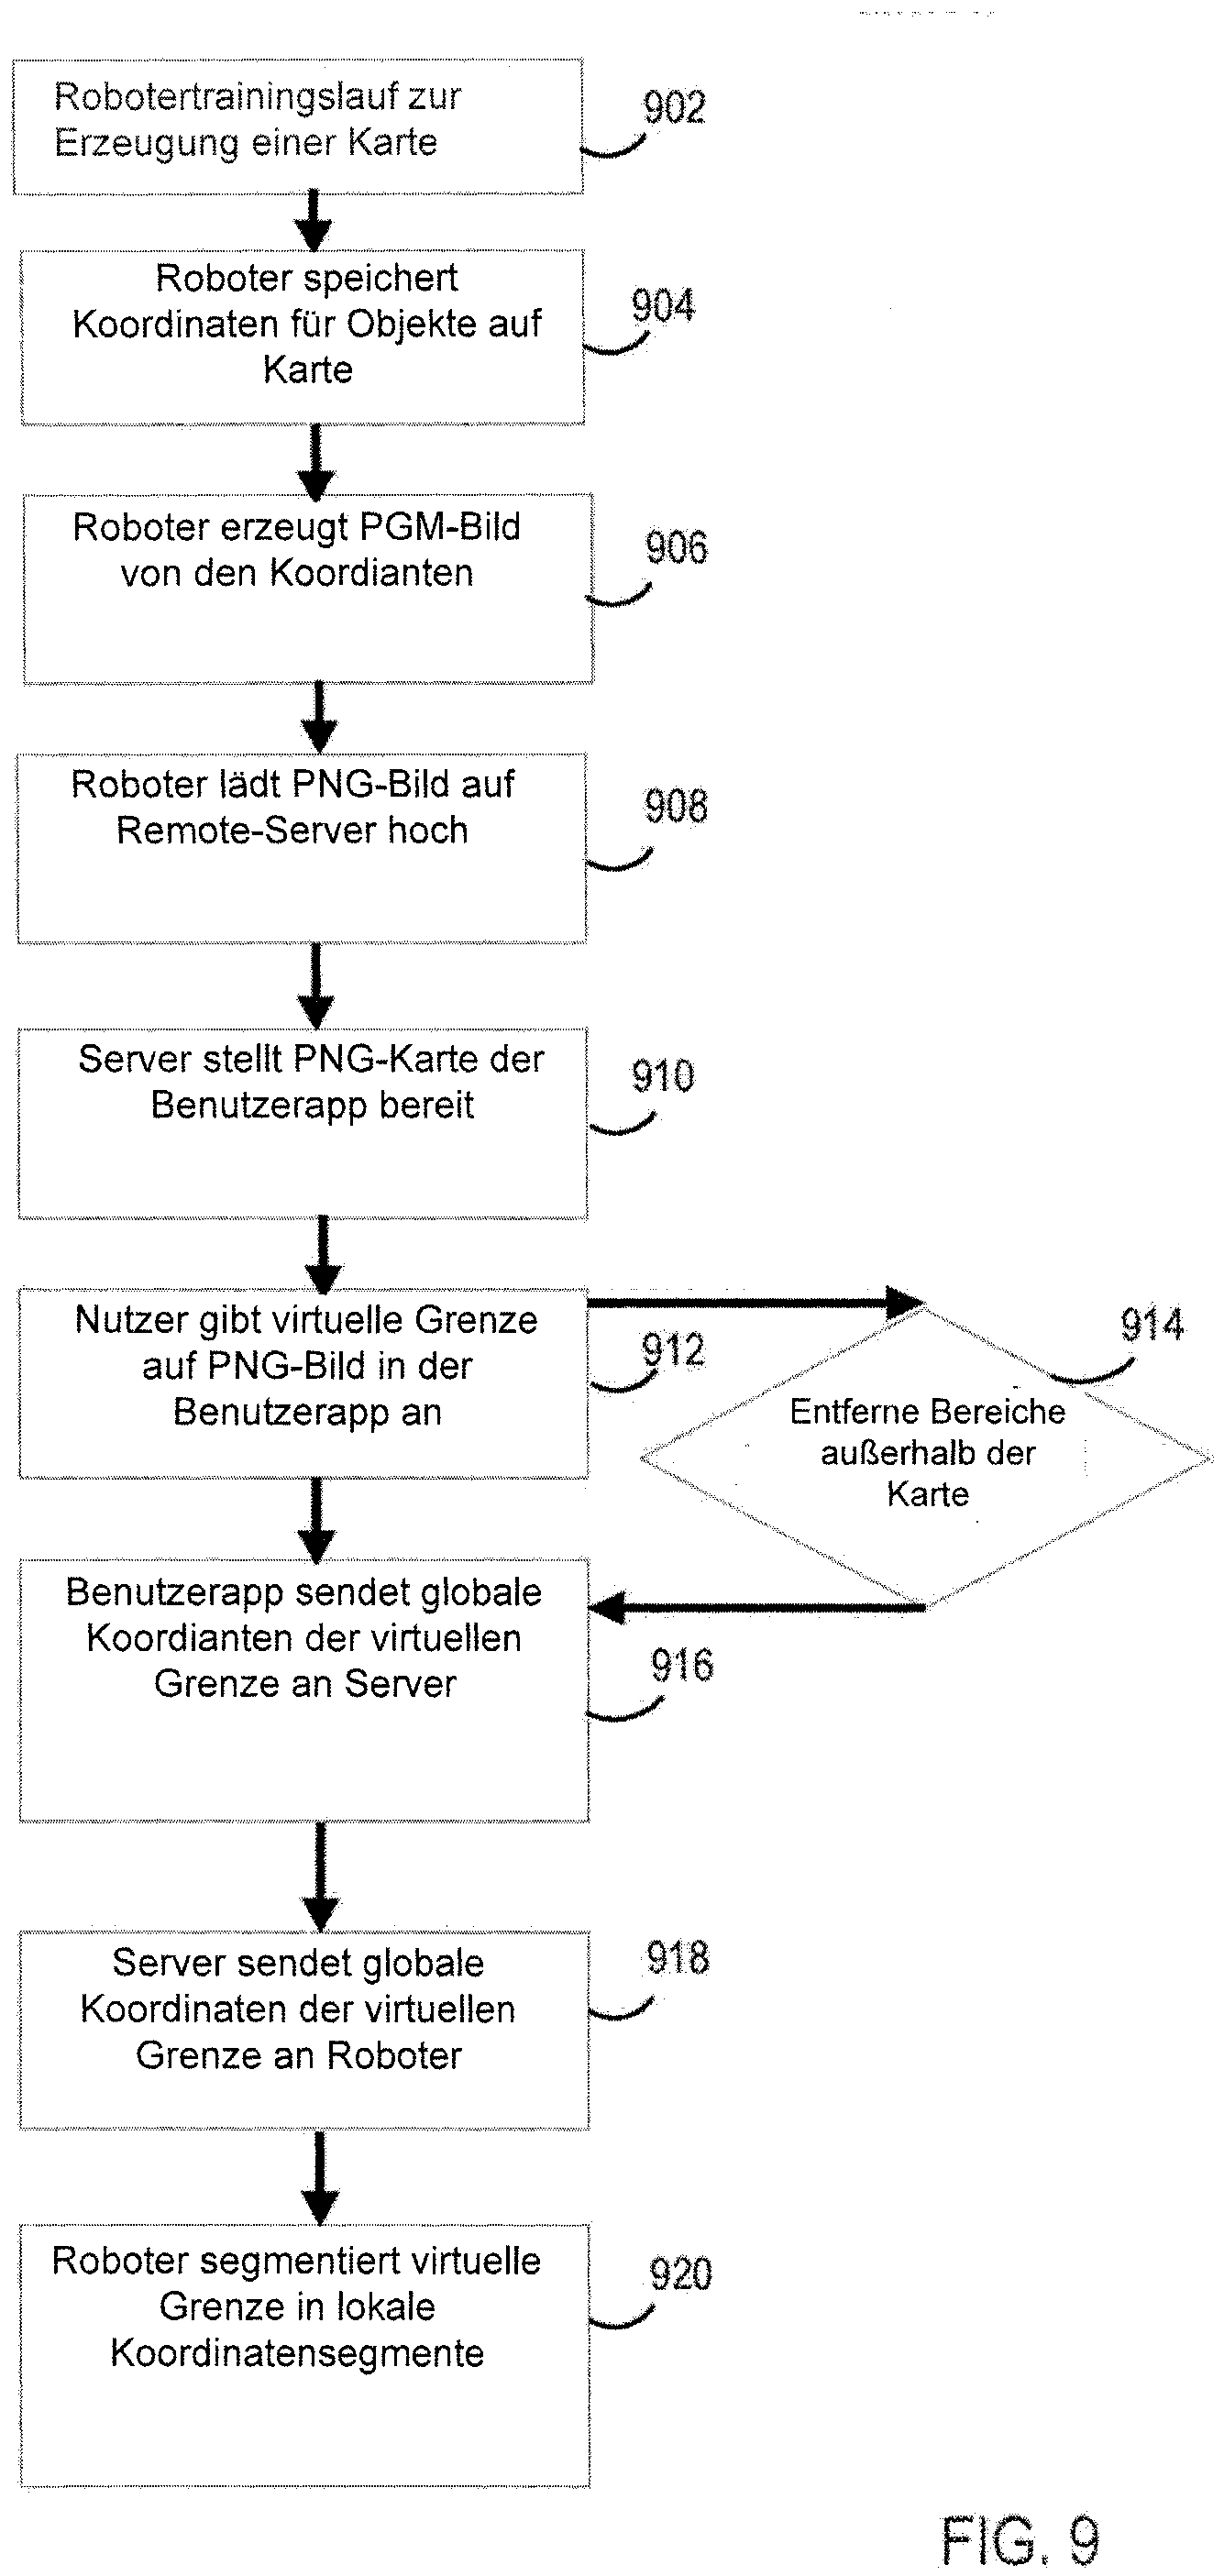 Robotertrainingslauf zur
Erzeugung einer Karte
902
Roboter speichert
Koordinaten für Objekte auf
Karte
904
Roboter erzeugt PGM-Bild
von den Koordianten
906
Roboter lädt PNG-Bild auf
Remote-Server hoch
908
Server stellt PNG-Karte der
Benutzerapp bereit
910
Nutzer gibt virtuelle Grenze
auf PNG-Bild in der
Benutzerapp an
912
914
Entferne Bereiche
außerhalb der
Karte
Benutzerapp sendet globale
Koordianten der virtuellen
Grenze an Server
916
Server sendet globale
Koordinaten der virtuellen
Grenze an Roboter
918
Roboter segmentiert virtuelle
Grenze in lokale
Koordinatensegmente
920
FIG. 9